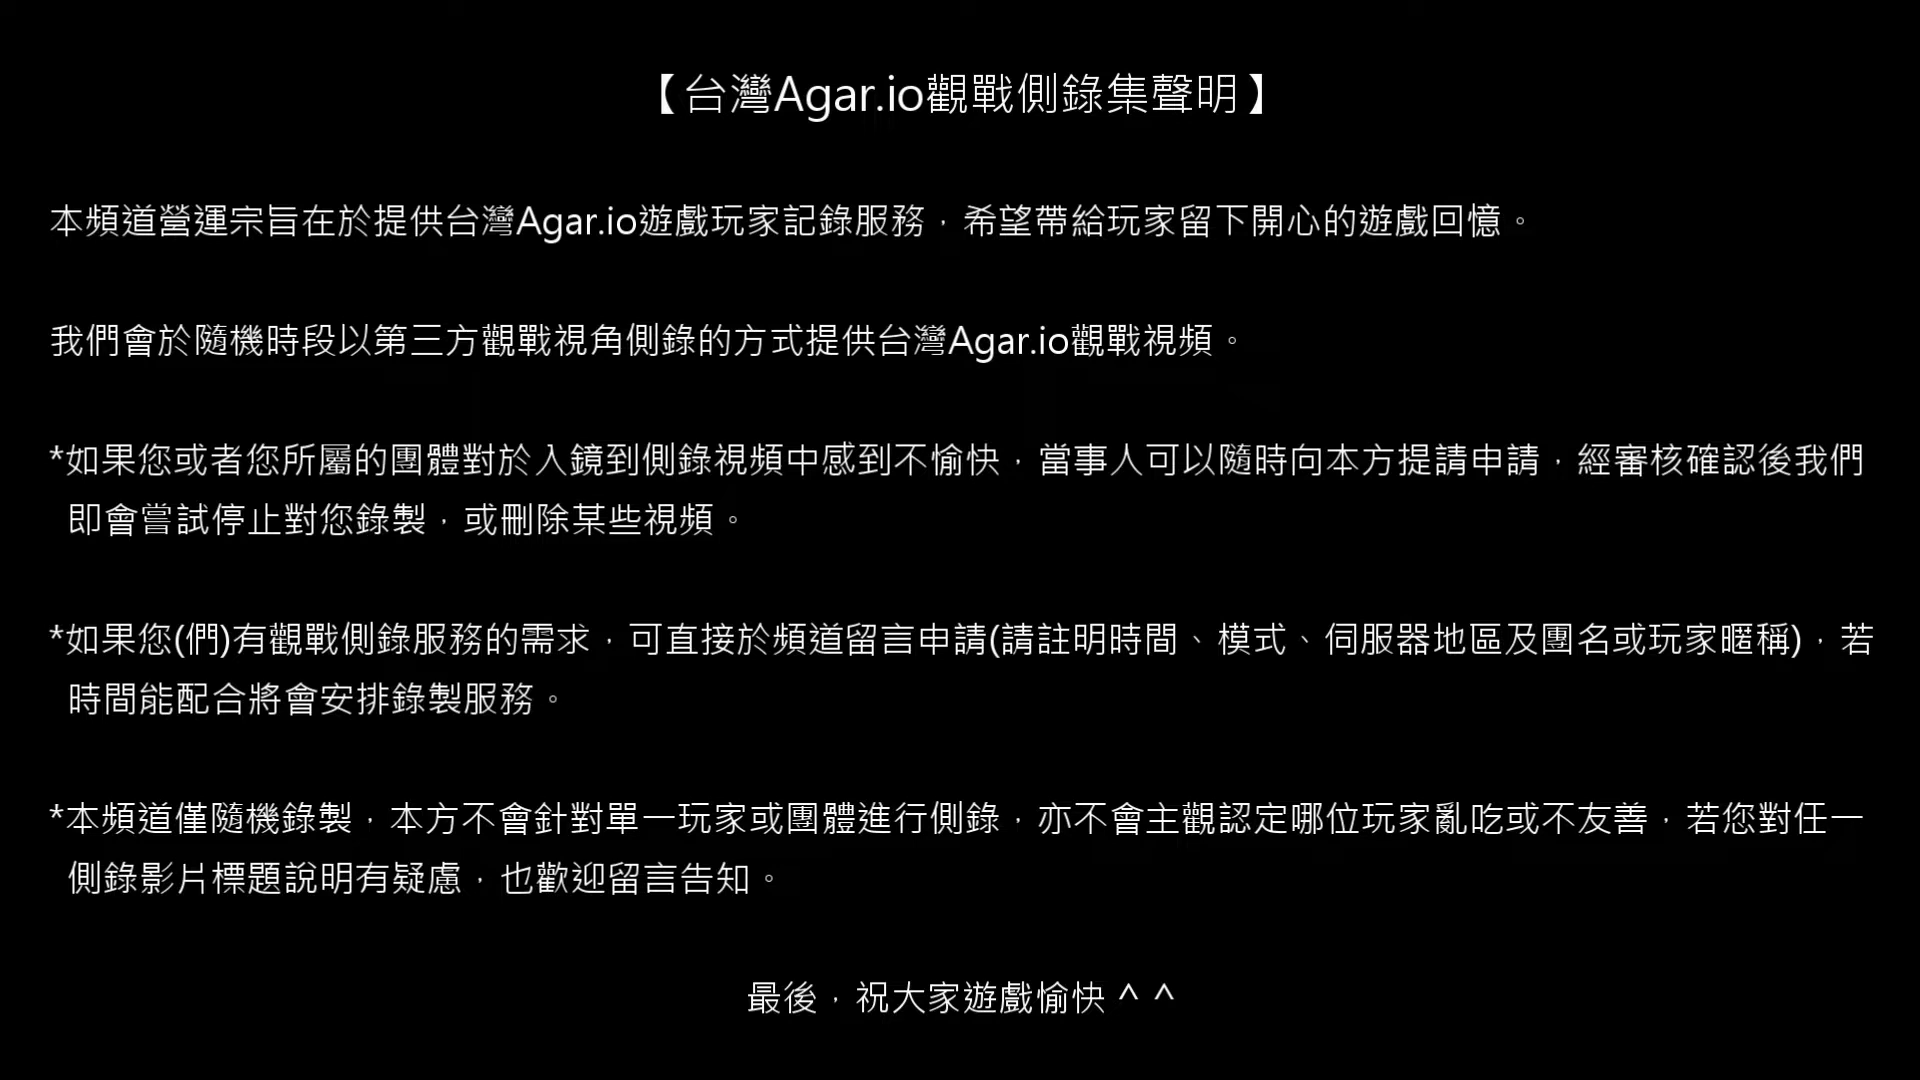 【台灣Agar.io觀戰側錄集聲明】
本頻道營運宗旨在於提供台灣Agar.io遊戲玩家記錄服務，希望帶給玩家留下開心的遊戲回憶。
我們會於隨機時段以第三方觀戰視角側錄的方式提供台灣Agar.io觀戰視頻。
*如果您或者您所屬的團體對於入鏡到側錄視頻中感到不愉快，當事人可以隨時向本方提請申請，經審核確認後我們
即會嘗試停止對您錄製，或刪除某些視頻。
*如果您(們)有觀戰側錄服務的需求，可直接於頻道留言申請(請註明時間、模式、伺服器地區及團名或玩家暱稱)，若
時間能配合將會安排錄製服務。
*本頻道僅隨機錄製，本方不會針對單一玩家或團體進行側錄，亦不會主觀認定哪位玩家亂吃或不友善，若您對任一
側錄影片標題說明有疑慮，也歡迎留言告知。
最後，祝大家遊戲愉快 ^ ^